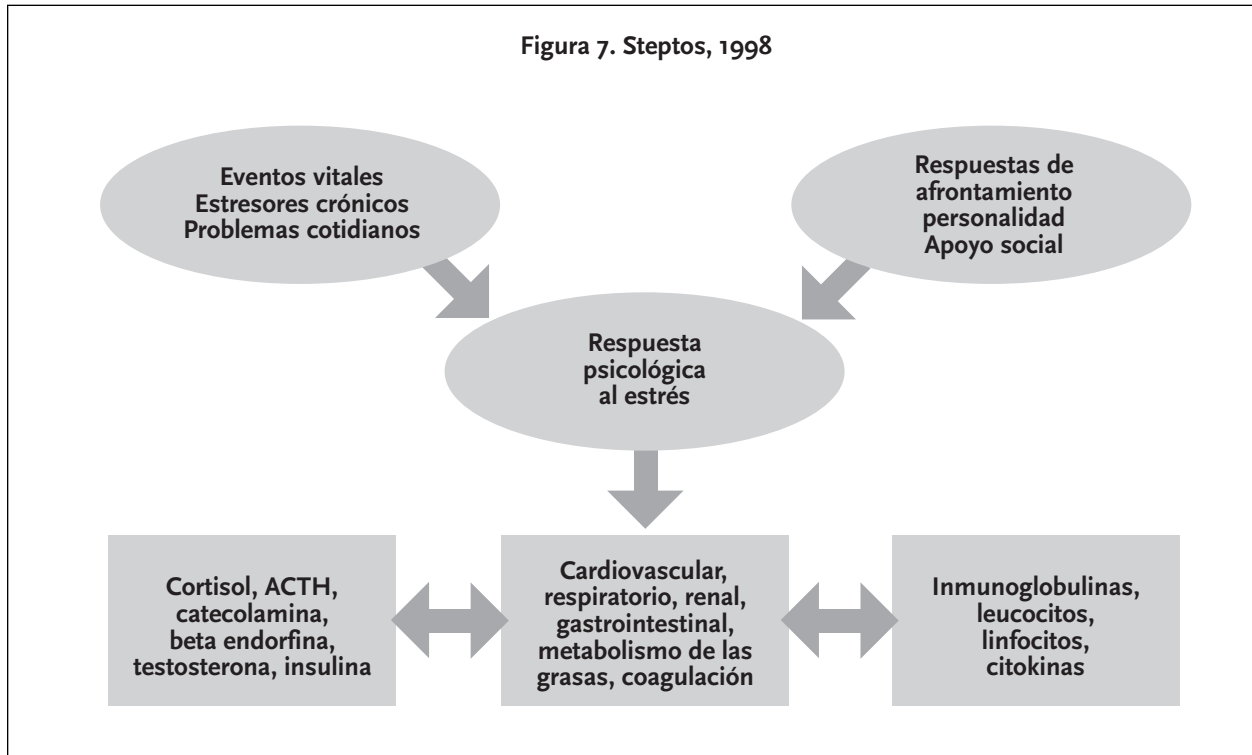 Figura 7. Steptos, 1998
Eventos vitales
Estresores crónicos
Problemas cotidianos
Respuestas de
afrontamiento
personalidad
Apoyo social
Respuesta
psicológica
al estrés
Cortisol, ACTH,
catecolamina,
beta endorfina,
testosterona, insulina
Cardiovascular,
respiratorio, renal,
gastrointestinal,
metabolismo de las
grasas, coagulación
Inmunoglobulinas,
leucocitos,
linfocitos,
citokinas